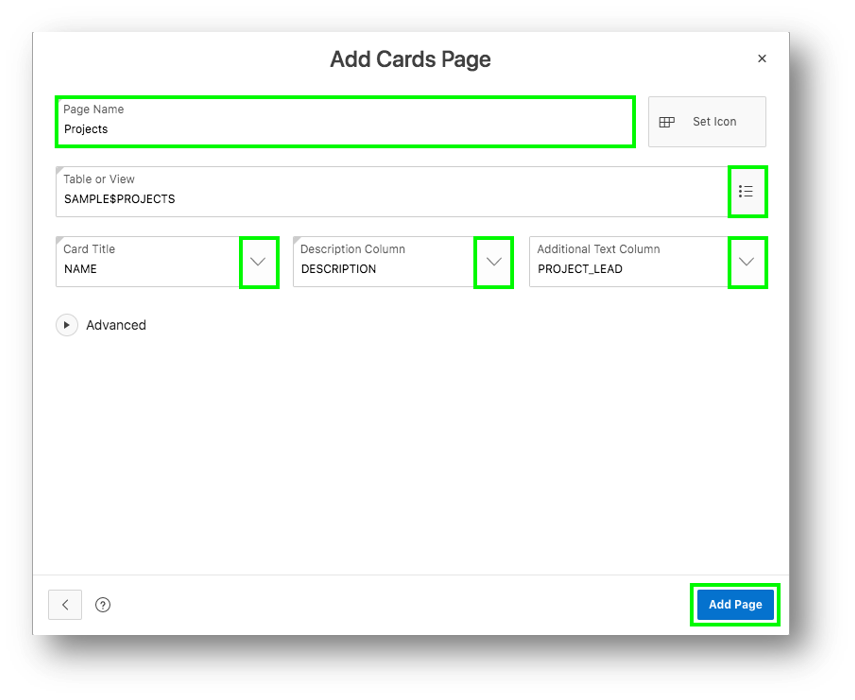 Add Cards Page
Page Name
Projects
Set Icon
Table or View
SAMPLE$PROJECTS
Card Title
NAME
Description Column
DESCRIPTION
Additional Text Column
PROJECT_LEAD
Advanced
Add Page